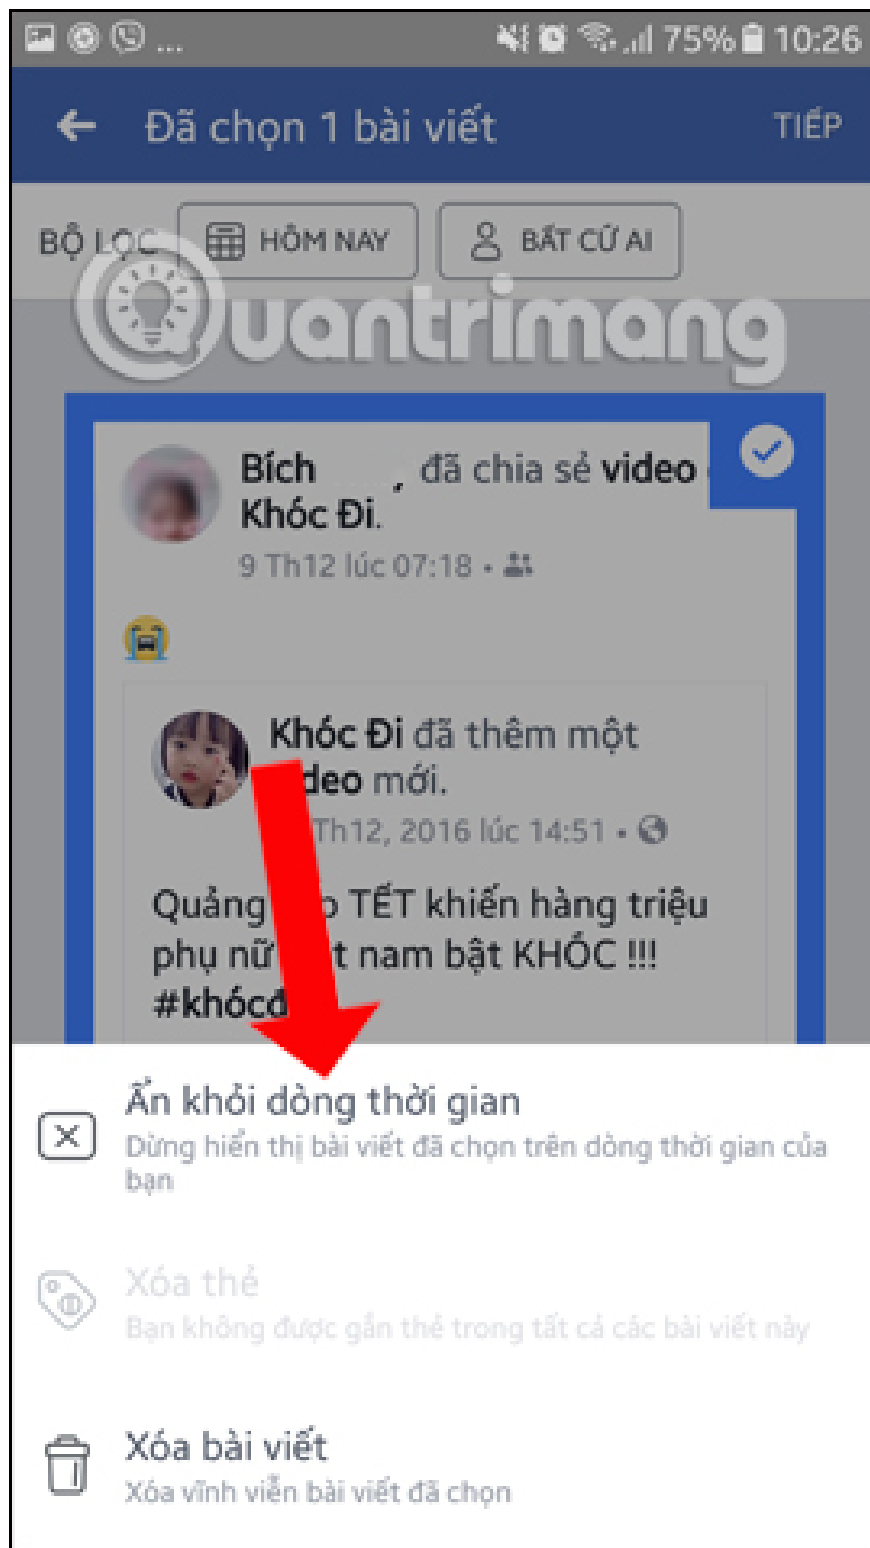 ... 75% 10:26
Đã chọn 1 bài viết TIẾP
BỘ LỌC HÔM NAY BẤT CỨ AI
Quantrimang
Bích , đã chia sẻ video
Khóc Đi.
9 Th12 lúc 07:18 •
Khóc Đi đã thêm một
deo mới.
Th12, 2016 lúc 14:51 •
Quảng o TẾT khiến hàng triệu
phụ nữ t nam bật KHÓC !!!
#khócđ
Ẩn khỏi dòng thời gian
Dừng hiển thị bài viết đã chọn trên dòng thời gian của
bạn
Xóa thẻ
Bạn không được gắn thẻ trong tất cả các bài viết này
Xóa bài viết
Xóa vĩnh viễn bài viết đã chọn